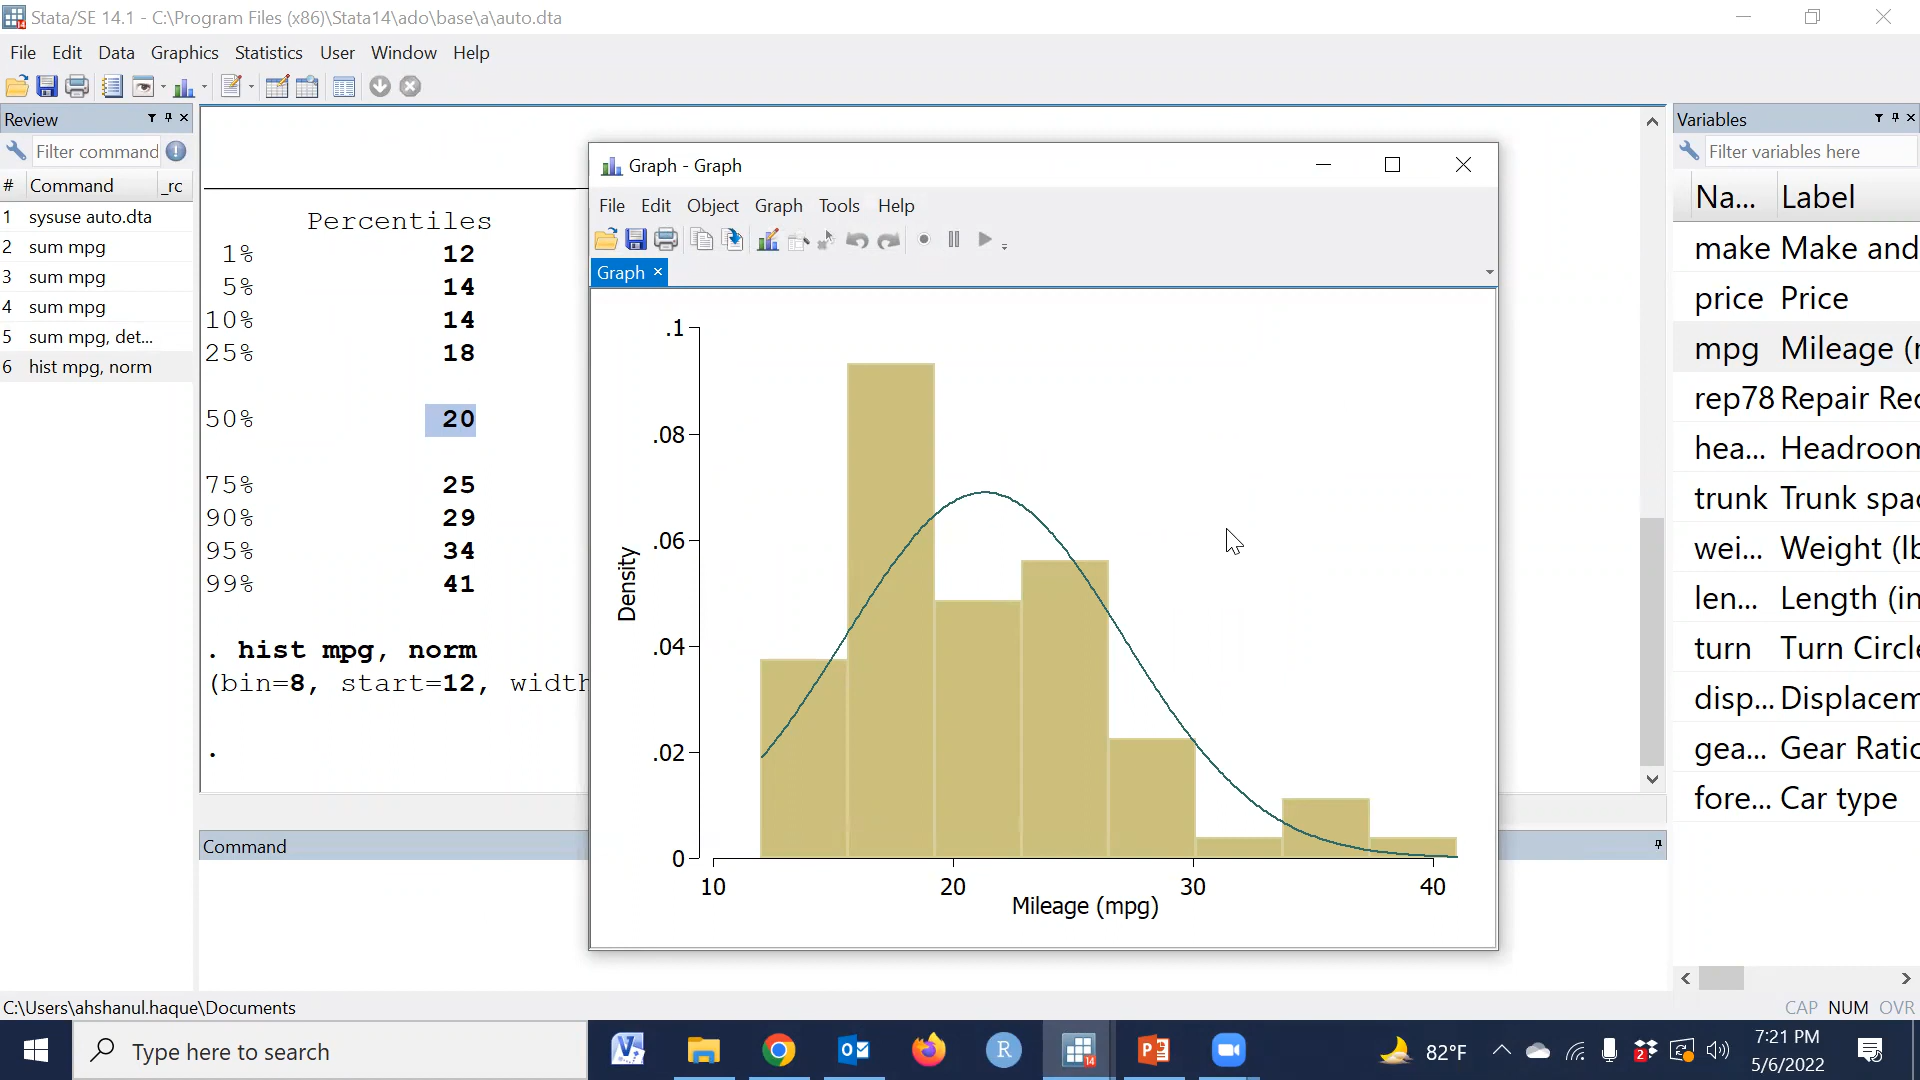 Stata/SE 14.1 - C:\Program Files (x86)\Stata14\ado\base\a\auto.dta
File Edit Data Graphics Statistics User Window Help
Review
Filter command
# Command _rc
1 sysuse auto.dta
2 sum mpg
3 sum mpg
4 sum mpg
5 sum mpg, det...
6 hist mpg, norm
Percentiles
1% 12
5% 14
10% 14
25% 18
50% 20
75% 25
90% 29
95% 34
99% 41
. hist mpg, norm
(bin=8, start=12, width
.
Command
Graph - Graph
File Edit Object Graph Tools Help
Graph
.1
.08
.06
.04
.02
0
Density
10 20 30 40
Mileage (mpg)
Variables
Filter variables here
Na... Label
make Make and
price Price
mpg Mileage (
rep78 Repair Rec
hea... Headroom
trunk Trunk spac
wei... Weight (lb
len... Length (in
turn Turn Circle
disp... Displacem
gea... Gear Ratio
fore... Car type
C:\Users\ahshanul.haque\Documents
CAP NUM OVR
Type here to search
82°F
7:21 PM
5/6/2022